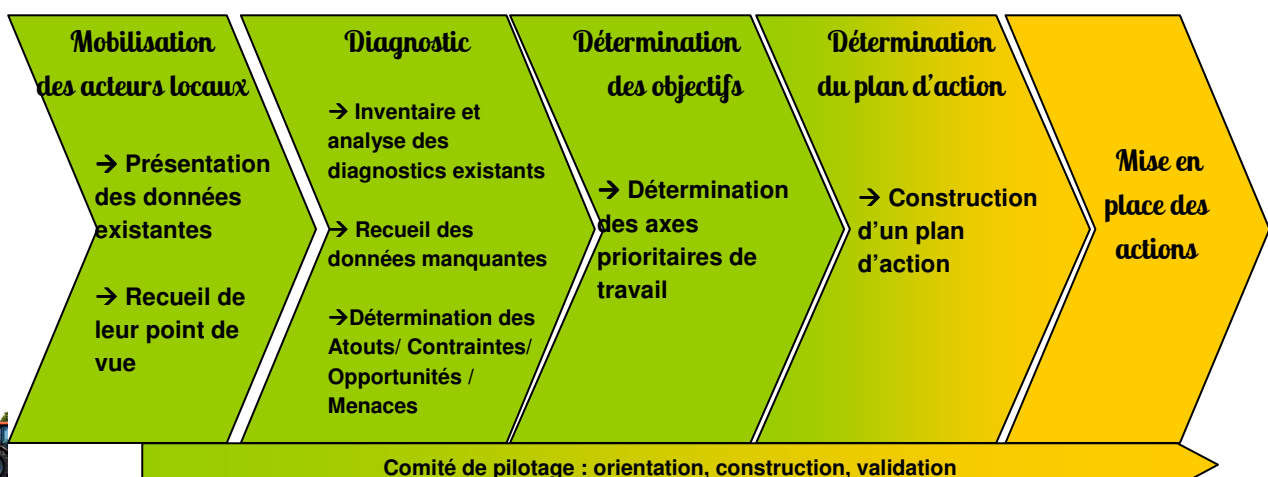 Mobilisation
des acteurs locaux
→ Présentation
des données
existantes
→ Recueil de
leur point de
vue
Diagnostic
→ Inventaire et
analyse des
diagnostics existants
→ Recueil des
données manquantes
→Détermination des
Atouts/ Contraintes/
Opportunités /
Menaces
Détermination
des objectifs
→ Détermination
des axes
prioritaires de
travail
Détermination
du plan d'action
→ Construction
d'un plan
d'action
Mise en
place des
actions
Comité de pilotage : orientation, construction, validation